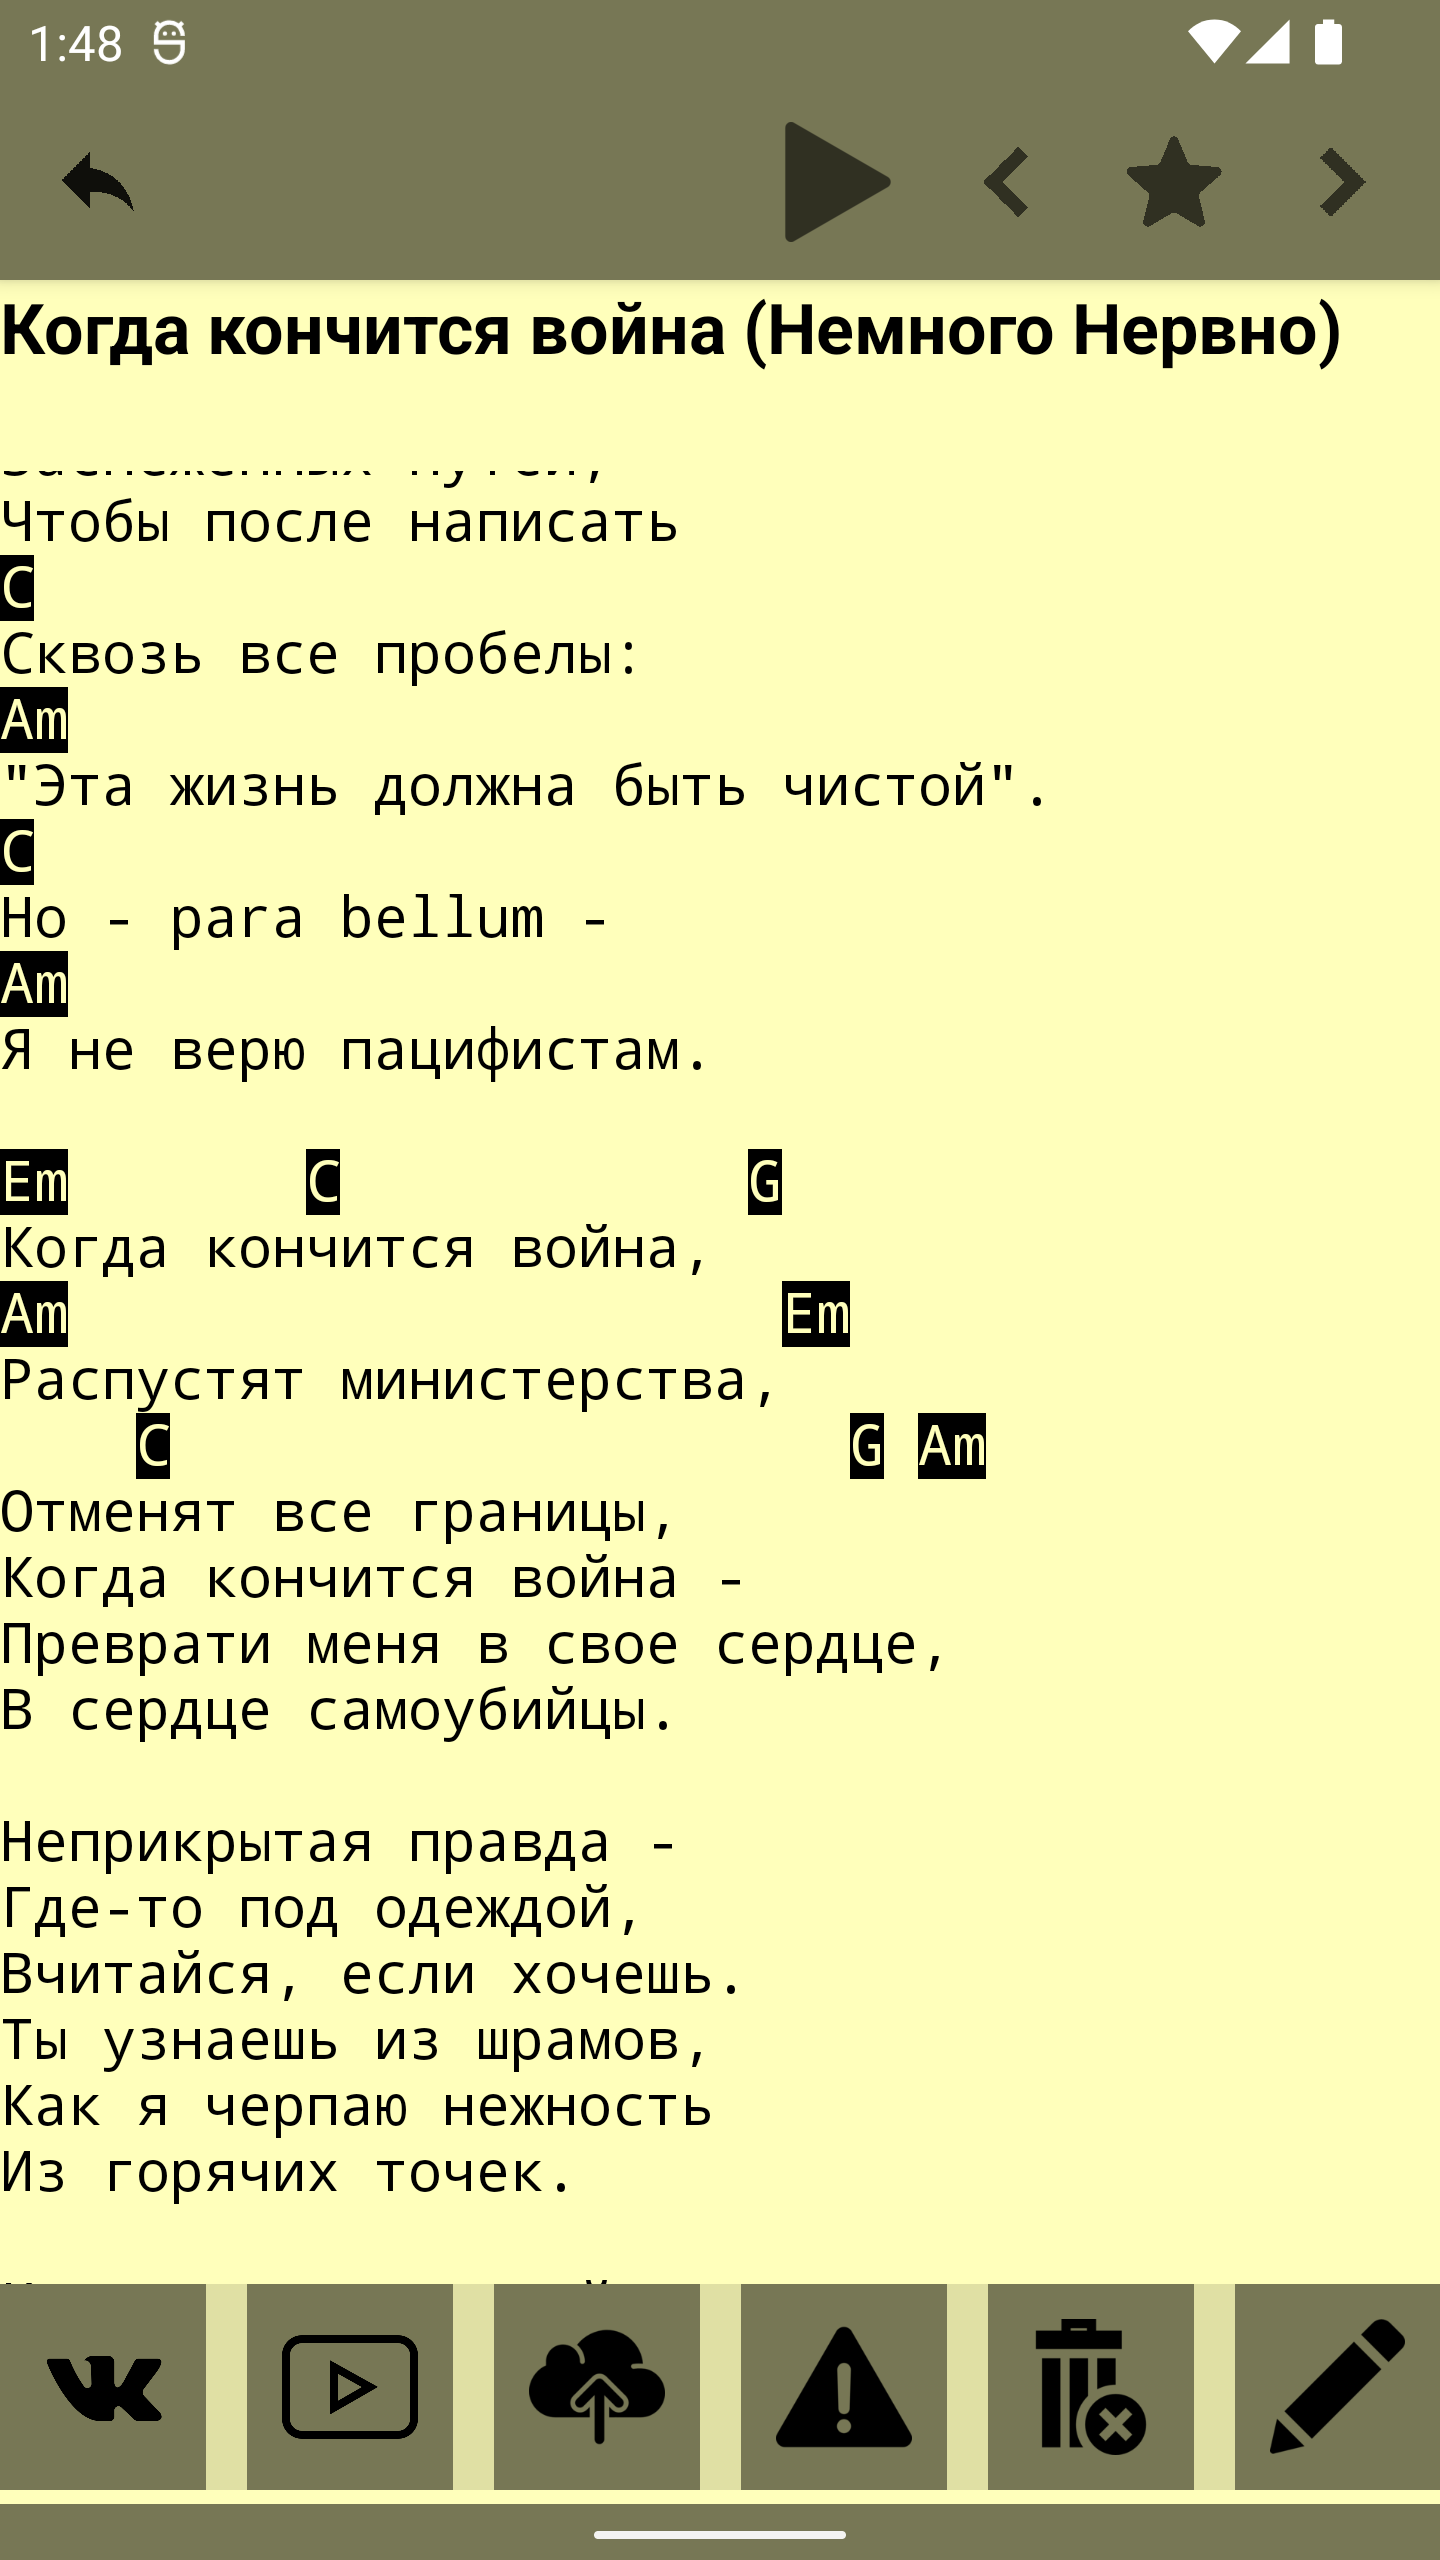 1:48
Когда кончится война (Немного Нервно)
Чтобы после написать
C
Сквозь все пробелы:
Am
"Эта жизнь должна быть чистой".
C
Но - para bellum -
Am
Я не верю пацифистам.
Em C G
Когда кончится война,
Am Em
Распустят министерства,
C G Am
Отменят все границы,
Когда кончится война -
Преврати меня в свое сердце,
В сердце самоубийцы.
Неприкрытая правда -
Где-то под одеждой,
Вчитайся, если хочешь.
Ты узнаешь из шрамов,
Как я черпаю нежность
Из горячих точек.